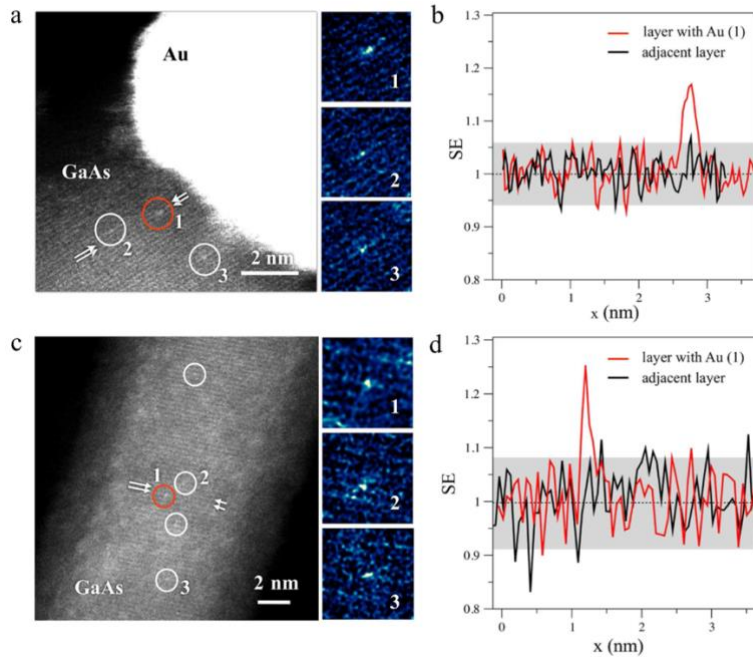 a
Au
GaAs
1
2
3
2 nm
1
2
3
b
layer with Au (1)
adjacent layer
1.3
1.2
1.1
1
0.9
0.8
SE
0
1
2
3
x (nm)
c
1
2
3
GaAs
2 nm
1
2
3
d
layer with Au (1)
adjacent layer
1.3
1.2
1.1
1
0.9
0.8
SE
0
1
2
3
x (nm)